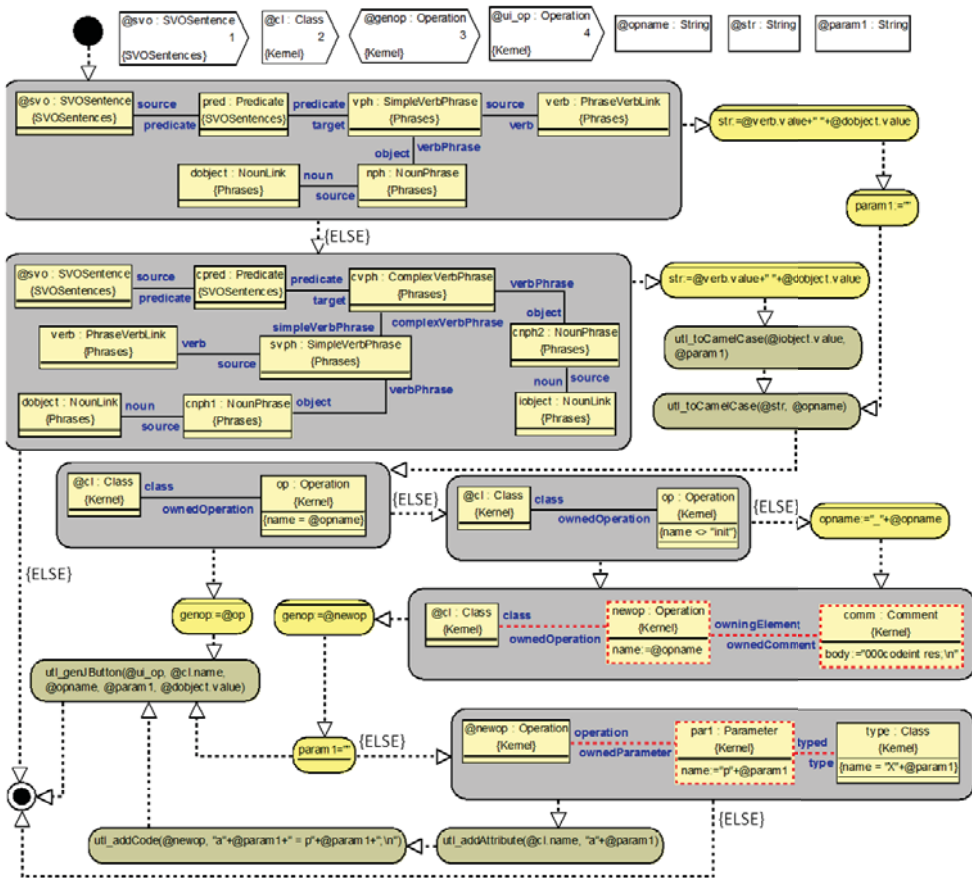 @svo : SVOSentence
1
{SVOSentences}
@cl : Class
2
{Kernel}
@genop : Operation
3
{Kernel}
@ui_op : Operation
4
{Kernel}
@opname : String
@str : String
@param1 : String
@svo : SVOSentence
{SVOSentences}
source
predicate
pred : Predicate
{SVOSentences}
predicate
target
vph : SimpleVerbPhrase
{Phrases}
source
verb
verb : PhraseVerbLink
{Phrases}
verbPhrase
object
dobject : NounLink
{Phrases}
noun
source
nph : NounPhrase
{Phrases}
str:=@verb.value+" "+@dobject.value
param1:=""
{ELSE}
@svo : SVOSentence
{SVOSentences}
source
predicate
cpred : Predicate
{SVOSentences}
predicate
target
cvph : ComplexVerbPhrase
{Phrases}
verbPhrase
object
simpleVerbPhrase
complexVerbPhrase
verb : PhraseVerbLink
{Phrases}
verb
source
svph : SimpleVerbPhrase
{Phrases}
cnph2 : NounPhrase
{Phrases}
verbPhrase
object
noun
source
dobject : NounLink
{Phrases}
noun
source
cnph1 : NounPhrase
{Phrases}
iobject : NounLink
{Phrases}
str:=@verb.value+" "+@dobject.value
utl_toCamelCase(@iobject.value,
@param1)
utl_toCamelCase(@str, @opname)
{ELSE}
@cl : Class
{Kernel}
class
ownedOperation
op : Operation
{Kernel}
{name = @opname}
{ELSE}
@cl : Class
{Kernel}
class
ownedOperation
op : Operation
{Kernel}
{name <> "init"}
{ELSE}
opname:="_"+@opname
genop:=@op
genop:=@newop
@cl : Class
{Kernel}
class
ownedOperation
newop : Operation
{Kernel}
name:=@opname
owningElement
ownedComment
comm : Comment
{Kernel}
body:="000codeint res;\n"
utl_genJButton(@ui_op, @cl.name,
@opname, @param1, @dobject.value)
param1=""
{ELSE}
@newop : Operation
{Kernel}
operation
ownedParameter
par1 : Parameter
{Kernel}
name:="p"+@param1
typed
type
type : Class
{Kernel}
{name = "X"+@param1}
{ELSE}
utl_addCode(@newop, "a"+@param1+" = p"+@param1+";\n")
utl_addAttribute(@cl.name, "a"+@param1)